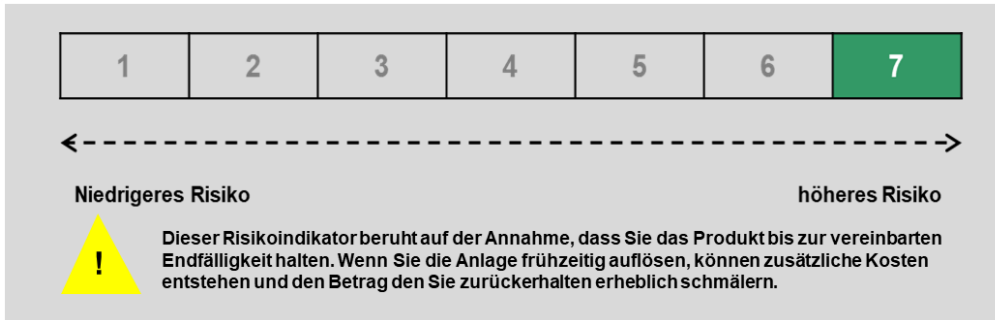 1 2 3 4 5 6 7
Niedrigeres Risiko höheres Risiko
!
Dieser Risikoindikator beruht auf der Annahme, dass Sie das Produkt bis zur vereinbarten
Endfälligkeit halten. Wenn Sie die Anlage frühzeitig auflösen, können zusätzliche Kosten
entstehen und den Betrag den Sie zurückerhalten erheblich schmälern.